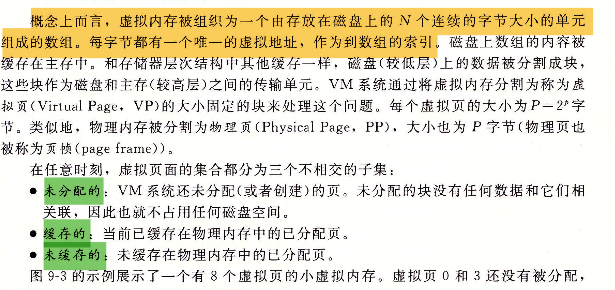 概念上而言，虚拟内存被组织为一个由存放在磁盘上的 N 个连续的字节大小的单元
组成的数组。每字节都有一个唯一的虚拟地址，作为到数组的索引。磁盘上数组的内容被
缓存在主存中。和存储器层次结构中其他缓存一样，磁盘(较低层)上的数据被分割成块，
这些块作为磁盘和主存(较高层)之间的传输单元。VM 系统通过将虚拟内存分割为称为虚
拟页(Virtual Page，VP)的大小固定的块来处理这个问题。每个虚拟页的大小为 P=2ᵖ字
节。类似地，物理内存被分割为物理页(Physical Page，PP)，大小也为 P 字节(物理页也
被称为页帧(page frame))。
在任意时刻，虚拟页面的集合都分为三个不相交的子集：
● 未分配的：VM 系统还未分配(或者创建)的页。未分配的块没有任何数据和它们相
关联，因此也就不占用任何磁盘空间。
● 缓存的：当前已缓存在物理内存中的已分配页。
● 未缓存的：未缓存在物理内存中的已分配页。
图 9-3 的示例展示了一个有 8 个虚拟页的小虚拟内存。虚拟页 0 和 3 还没有被分配，